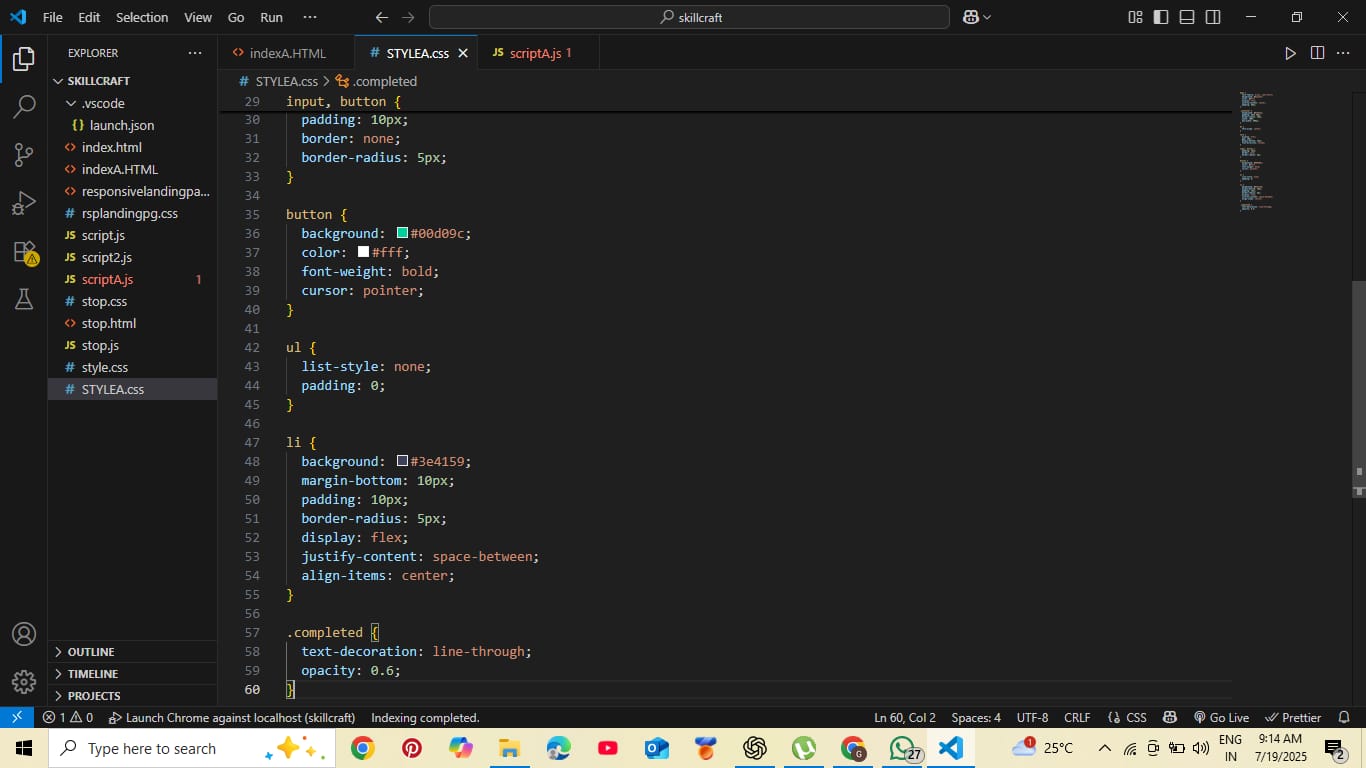 File Edit Selection View Go Run ··· skillcraft
EXPLORER ···
SKILLCRAFT
.vscode
{} launch.json
<> index.html
<> indexA.HTML
<> responsivelandingpa...
# rsplandingpg.css
JS script.js
JS script2.js
JS scriptA.js 1
# stop.css
<> stop.html
JS stop.js
# style.css
# STYLEA.css
OUTLINE
TIMELINE
PROJECTS
<> indexA.HTML # STYLEA.css JS scriptA.js 1
# STYLEA.css > .completed
29 input, button {
30 padding: 10px;
31 border: none;
32 border-radius: 5px;
33 }
34
35 button {
36 background: #00d09c;
37 color: #fff;
38 font-weight: bold;
39 cursor: pointer;
40 }
41
42 ul {
43 list-style: none;
44 padding: 0;
45 }
46
47 li {
48 background: #3e4159;
49 margin-bottom: 10px;
50 padding: 10px;
51 border-radius: 5px;
52 display: flex;
53 justify-content: space-between;
54 align-items: center;
55 }
56
57 .completed {
58 text-decoration: line-through;
59 opacity: 0.6;
60 }
1 0 Launch Chrome against localhost (skillcraft) Indexing completed. Ln 60, Col 2 Spaces: 4 UTF-8 CRLF {} CSS Go Live Prettier
Type here to search G 27 1 25°C ENG IN 9:14 AM 7/19/2025 2